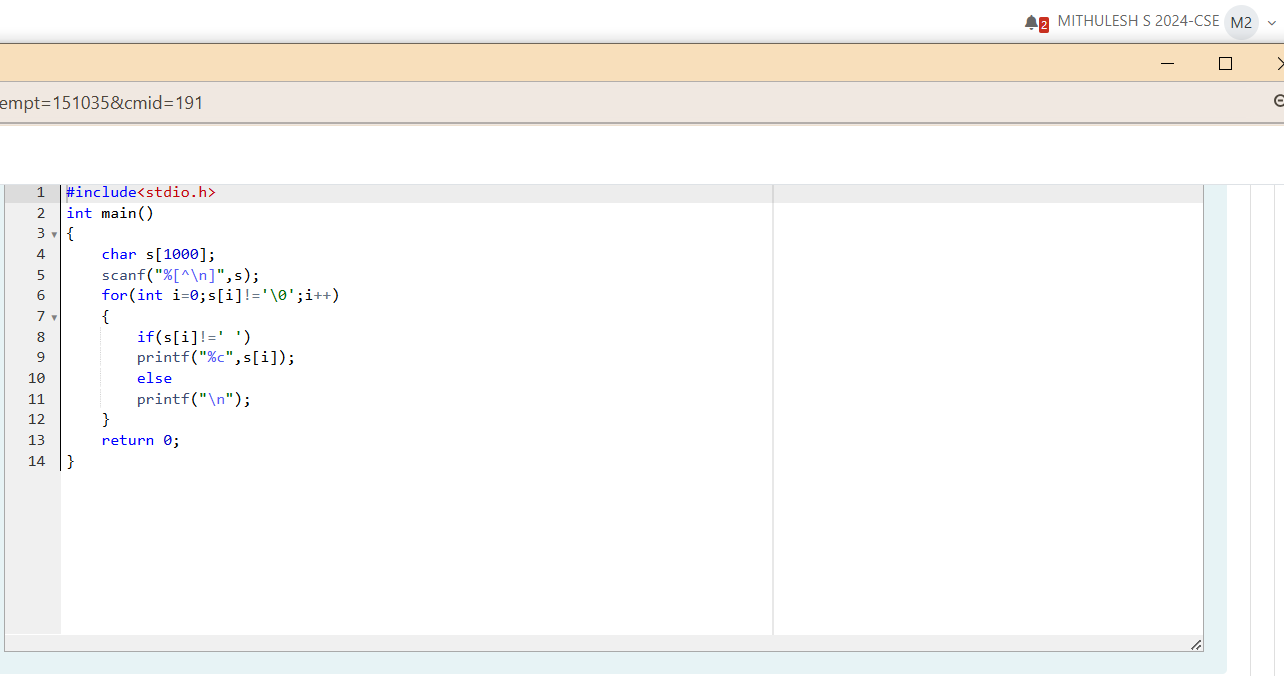 2 MITHULESH S 2024-CSE M2
empt=151035&cmid=191
1 #include<stdio.h>
2 int main()
3 {
4     char s[1000];
5     scanf("%[^\n]",s);
6     for(int i=0;s[i]!='\0';i++)
7     {
8         if(s[i]!=' ')
9         printf("%c",s[i]);
10         else
11         printf("\n");
12     }
13     return 0;
14 }